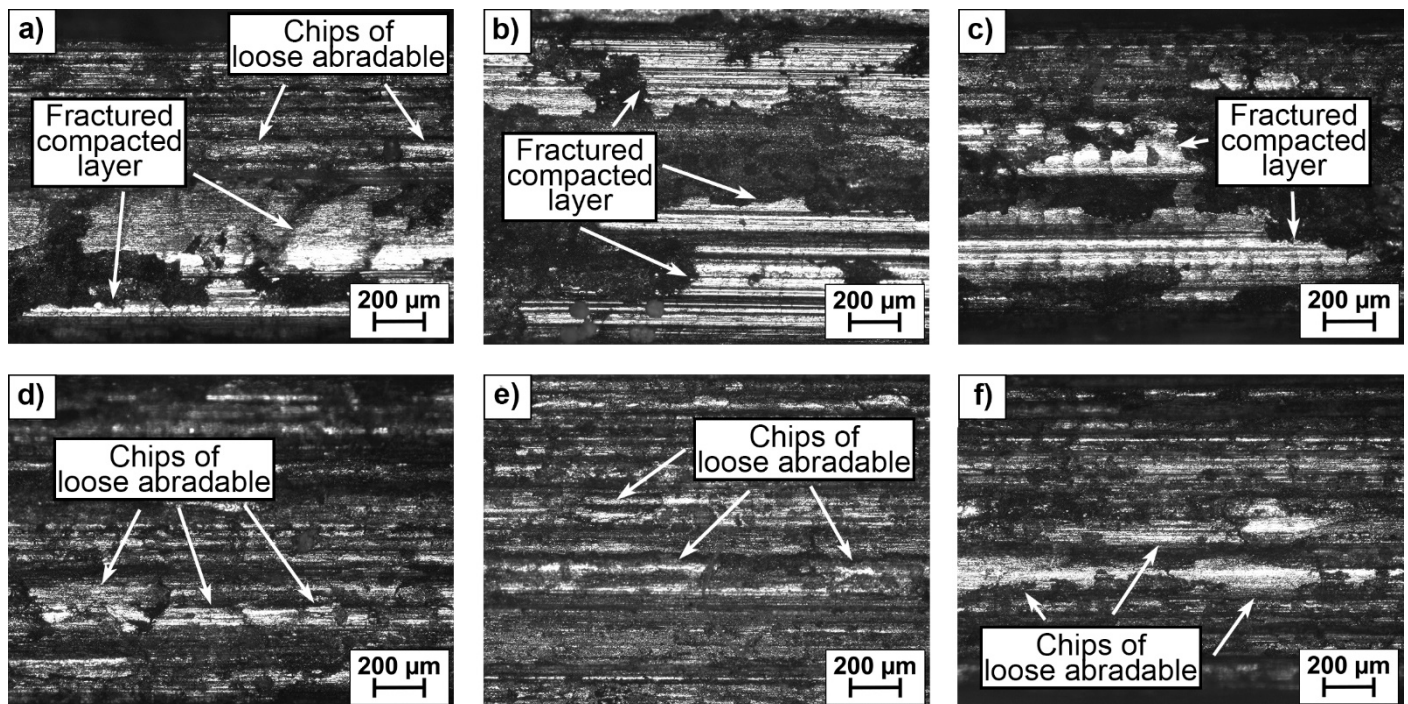 a)
Chips of
loose abradable
Fractured
compacted
layer
200 µm
b)
Fractured
compacted
layer
200 µm
c)
Fractured
compacted
layer
200 µm
d)
Chips of
loose abradable
200 µm
e)
Chips of
loose abradable
200 µm
f)
Chips of
loose abradable
200 µm